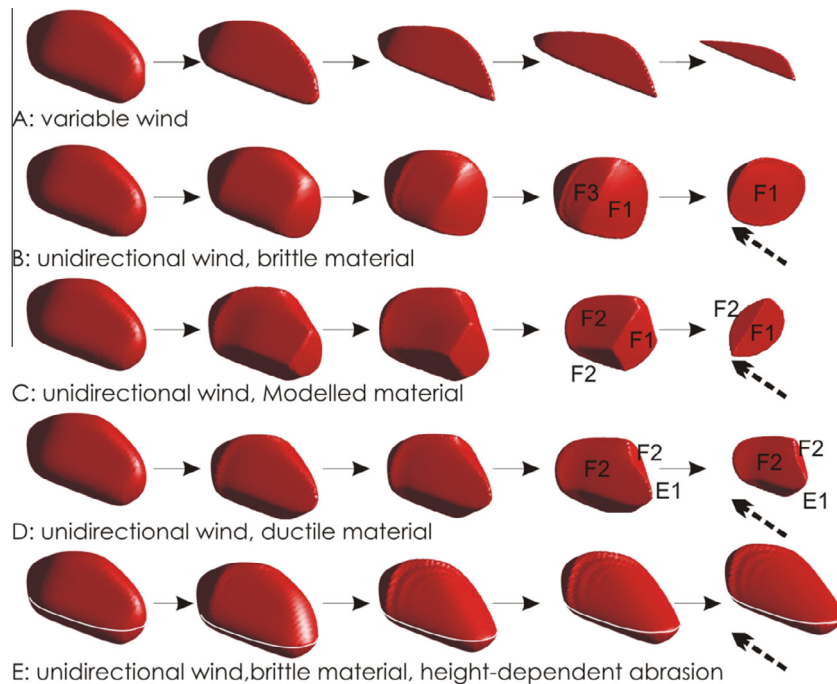 A: variable wind
F3
F1
F1
B: unidirectional wind, brittle material
F2
F2
F1
F1
F2
C: unidirectional wind, Modelled material
F2
F2
F2
F2
E1
E1
D: unidirectional wind, ductile material
E: unidirectional wind,brittle material, height-dependent abrasion